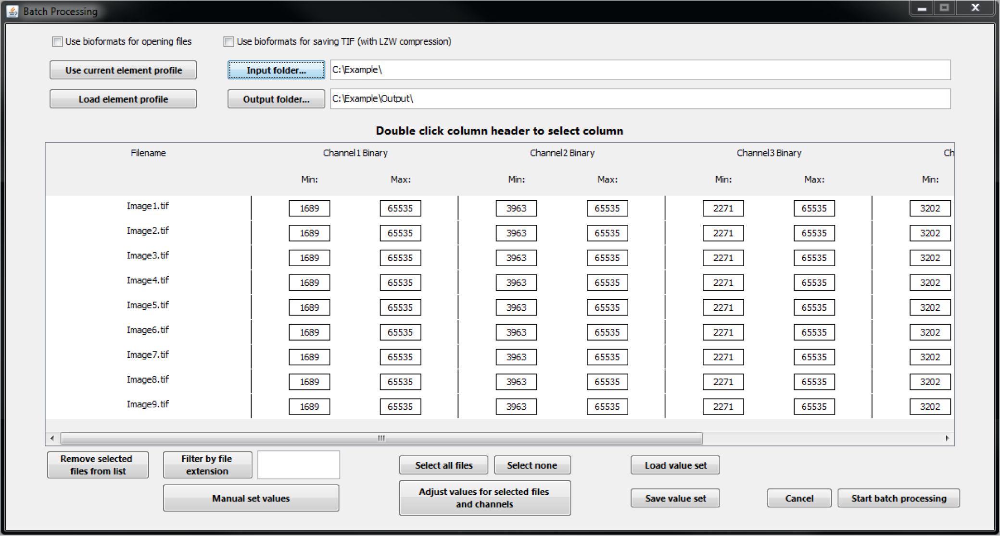 Batch Processing
Use bioformats for opening files Use bioformats for saving TIF (with LZW compression)
Use current element profile Input folder... C:\Example\
Load element profile Output folder... C:\Example\Output\
Double click column header to select column
Filename Channel1 Binary Channel2 Binary Channel3 Binary Ch
Min: Max: Min: Max: Min: Max: Min:
Image1.tif 1689 65535 3963 65535 2271 65535 3202
Image2.tif 1689 65535 3963 65535 2271 65535 3202
Image3.tif 1689 65535 3963 65535 2271 65535 3202
Image4.tif 1689 65535 3963 65535 2271 65535 3202
Image5.tif 1689 65535 3963 65535 2271 65535 3202
Image6.tif 1689 65535 3963 65535 2271 65535 3202
Image7.tif 1689 65535 3963 65535 2271 65535 3202
Image8.tif 1689 65535 3963 65535 2271 65535 3202
Image9.tif 1689 65535 3963 65535 2271 65535 3202
Remove selected
files from list
Filter by file
extension
Select all files Select none Load value set
Manual set values
Adjust values for selected files
and channels
Save value set Cancel Start batch processing